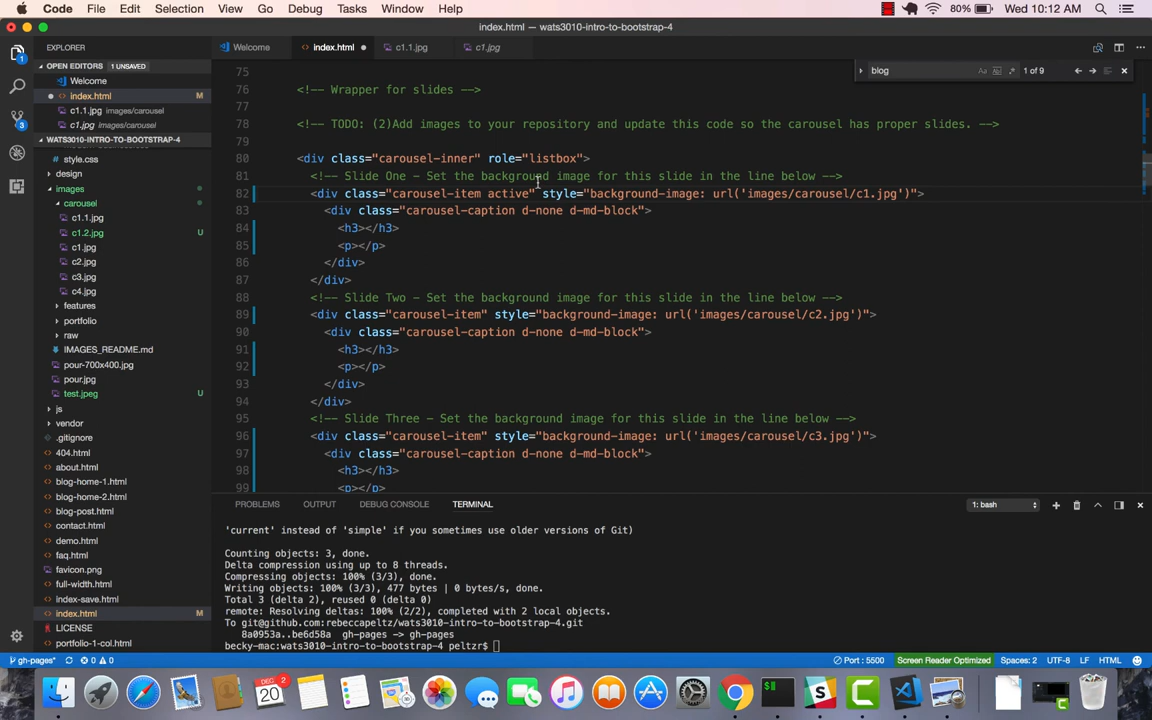 Code File Edit Selection View Go Debug Tasks Window Help 80% Wed 10:12 AM
index.html — wats3010-intro-to-bootstrap-4
EXPLORER
OPEN EDITORS 1 UNSAVED
Welcome
index.html M
c1.1.jpg images/carousel
c1.jpg images/carousel
WATS3010-INTRO-TO-BOOTSTRAP-4
style.css
design
images
carousel
c1.1.jpg
c1.2.jpg U
c1.jpg
c2.jpg
c3.jpg
c4.jpg
features
portfolio
raw
IMAGES_README.md
pour-700x400.jpg
pour.jpg
test.jpeg U
js
vendor
.gitignore
404.html
about.html
blog-home-1.html
blog-home-2.html
blog-post.html
contact.html
demo.html
faq.html
favicon.png
full-width.html
index-save.html
index.html M
LICENSE
portfolio-1-col.html
1
3
Welcome index.html c1.1.jpg c1.jpg
blog Aa Abl .* 1 of 9
75
76 <!-- Wrapper for slides -->
77
78 <!-- TODO: (2)Add images to your repository and update this code so the carousel has proper slides. -->
79
80 <div class="carousel-inner" role="listbox">
81 <!-- Slide One - Set the background image for this slide in the line below -->
82 <div class="carousel-item active" style="background-image: url('images/carousel/c1.jpg')">
83 <div class="carousel-caption d-none d-md-block">
84 <h3></h3>
85 <p></p>
86 </div>
87 </div>
88 <!-- Slide Two - Set the background image for this slide in the line below -->
89 <div class="carousel-item" style="background-image: url('images/carousel/c2.jpg')">
90 <div class="carousel-caption d-none d-md-block">
91 <h3></h3>
92 <p></p>
93 </div>
94 </div>
95 <!-- Slide Three - Set the background image for this slide in the line below -->
96 <div class="carousel-item" style="background-image: url('images/carousel/c3.jpg')">
97 <div class="carousel-caption d-none d-md-block">
98 <h3></h3>
99 <p></p>
PROBLEMS OUTPUT DEBUG CONSOLE TERMINAL 1: bash
'current' instead of 'simple' if you sometimes use older versions of Git)
Counting objects: 3, done.
Delta compression using up to 8 threads.
Compressing objects: 100% (3/3), done.
Writing objects: 100% (3/3), 477 bytes | 0 bytes/s, done.
Total 3 (delta 2), reused 0 (delta 0)
remote: Resolving deltas: 100% (2/2), completed with 2 local objects.
To git@github.com:rebeccapeltz/wats3010-intro-to-bootstrap-4.git
8a0953a..be6d58a gh-pages -> gh-pages
becky-mac:wats3010-intro-to-bootstrap-4 peltzr$
gh-pages* 0 0 Port : 5500 Screen Reader Optimized Spaces: 2 UTF-8 LF HTML
DEC 2
20